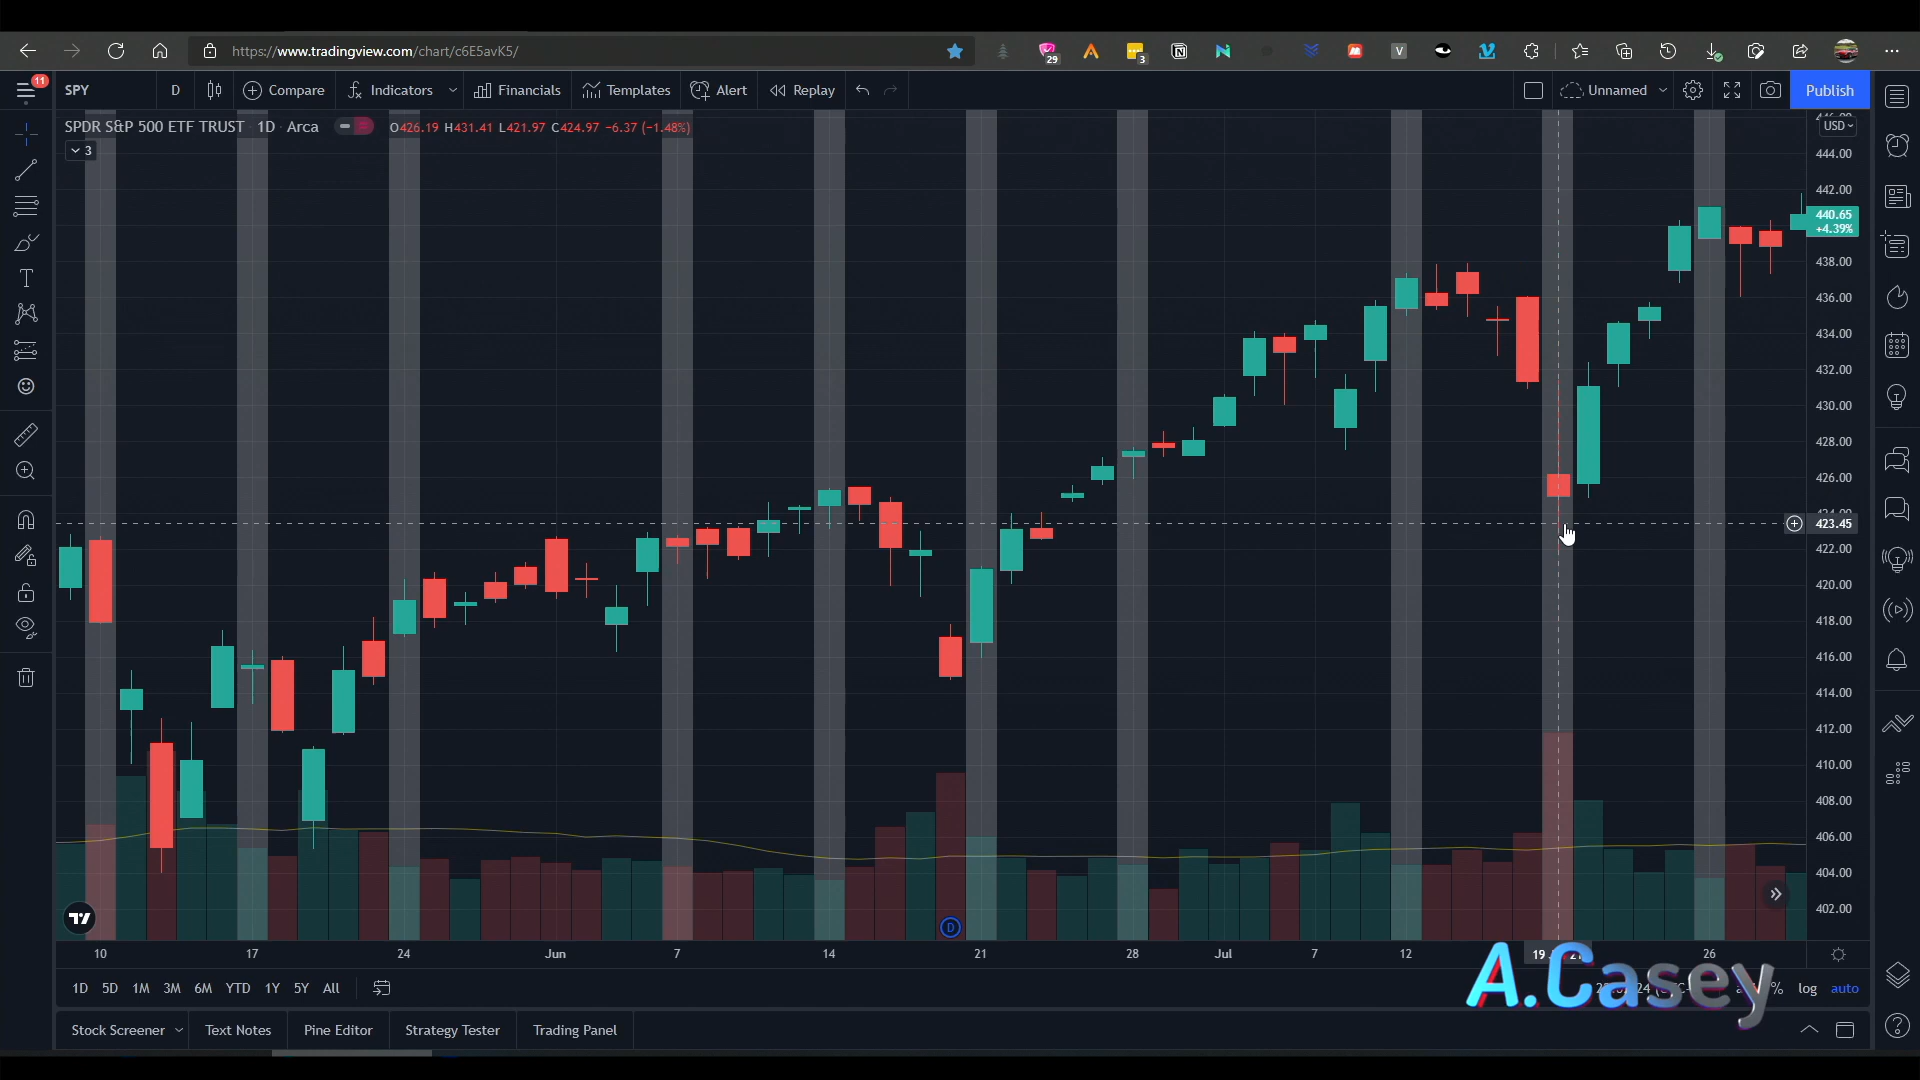 https://www.tradingview.com/chart/c6E5avK5/
29
3
V
11
SPY
D
Compare
Indicators
Financials
Templates
Alert
Replay
Unnamed
Publish
SPDR S&P 500 ETF TRUST 1D Arca
O426.19 H431.41 L421.97 C424.97 -6.37 (-1.48%)
USD
3
444.00
442.00
440.65
+4.39%
438.00
436.00
434.00
432.00
430.00
428.00
426.00
423.45
422.00
420.00
418.00
416.00
414.00
412.00
410.00
408.00
406.00
404.00
402.00
D
10 17 24 Jun 7 14 21 28 Jul 7 12 26
A.Casey
1D 5D 1M 3M 6M YTD 1Y 5Y All
% log auto
Stock Screener Text Notes Pine Editor Strategy Tester Trading Panel